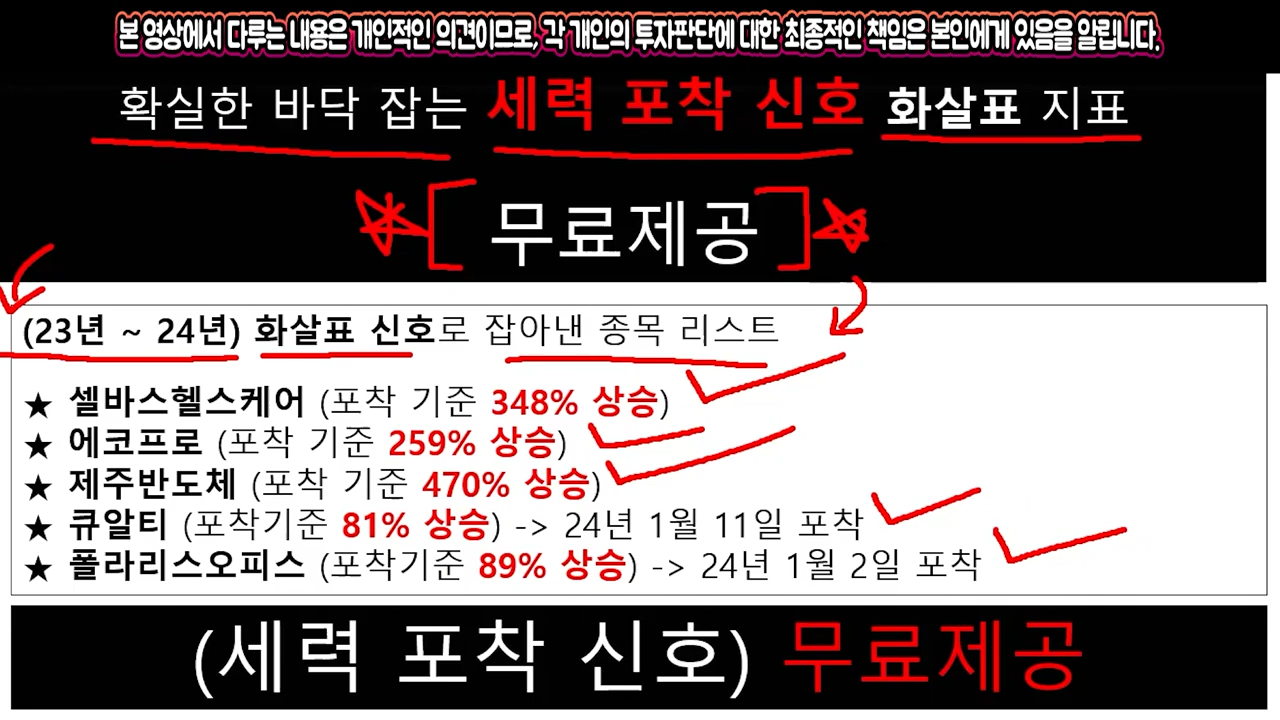 본 영상에서 다루는 내용은 개인적인 의견이므로, 각 개인의 투자판단에 대한 최종적인 책임은 본인에게 있음을 알립니다.
확실한 바닥 잡는 세력 포착 신호 화살표 지표
[무료제공]
(23년 ~ 24년) 화살표 신호로 잡아낸 종목 리스트
★ 셀바스헬스케어 (포착 기준 348% 상승)
★ 에코프로 (포착 기준 259% 상승)
★ 제주반도체 (포착 기준 470% 상승)
★ 큐알티 (포착기준 81% 상승) -> 24년 1월 11일 포착
★ 폴라리스오피스 (포착기준 89% 상승) -> 24년 1월 2일 포착
(세력 포착 신호) 무료제공